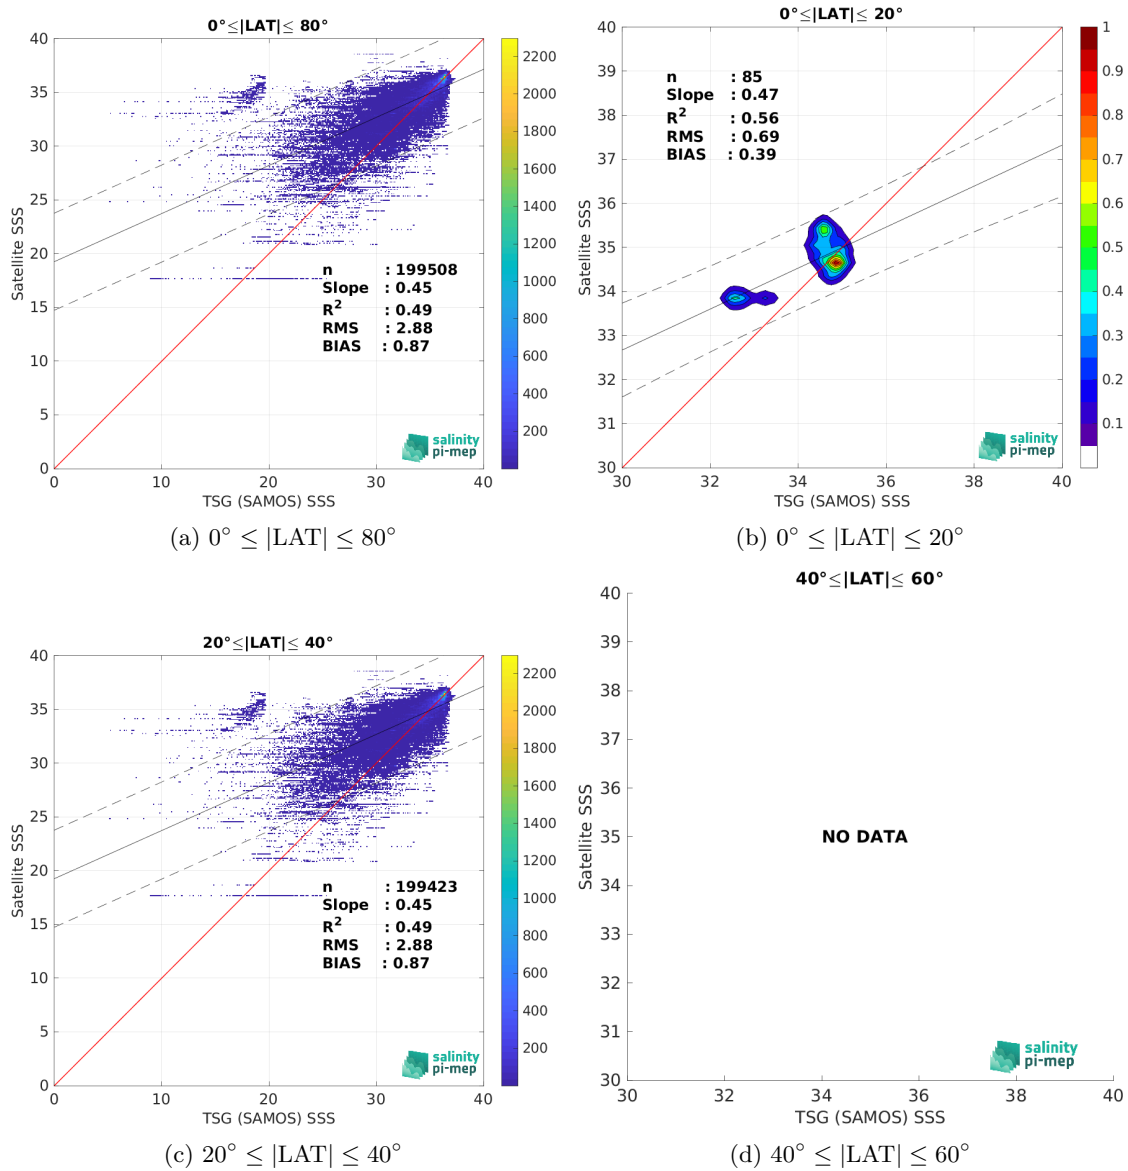 0°≤|LAT|≤ 80°
40
35
30
25
20
15
10
5
0
Satellite SSS
n : 199508
Slope : 0.45
R² : 0.49
RMS : 2.88
BIAS : 0.87
salinity
pi-mep
0 10 20 30 40
TSG (SAMOS) SSS
2200
2000
1800
1600
1400
1200
1000
800
600
400
200
(a) 0° ≤ |LAT| ≤ 80°
0°≤|LAT|≤ 20°
40
39
38
37
36
35
34
33
32
31
30
Satellite SSS
n : 85
Slope : 0.47
R² : 0.56
RMS : 0.69
BIAS : 0.39
salinity
pi-mep
30 32 34 36 38 40
TSG (SAMOS) SSS
1
0.9
0.8
0.7
0.6
0.5
0.4
0.3
0.2
0.1
(b) 0° ≤ |LAT| ≤ 20°
20°≤|LAT|≤ 40°
40
35
30
25
20
15
10
5
0
Satellite SSS
n : 199423
Slope : 0.45
R² : 0.49
RMS : 2.88
BIAS : 0.87
salinity
pi-mep
0 10 20 30 40
TSG (SAMOS) SSS
2200
2000
1800
1600
1400
1200
1000
800
600
400
200
(c) 20° ≤ |LAT| ≤ 40°
40°≤|LAT|≤ 60°
40
39
38
37
36
35
34
33
32
31
30
Satellite SSS
NO DATA
salinity
pi-mep
30 32 34 36 38 40
TSG (SAMOS) SSS
(d) 40° ≤ |LAT| ≤ 60°